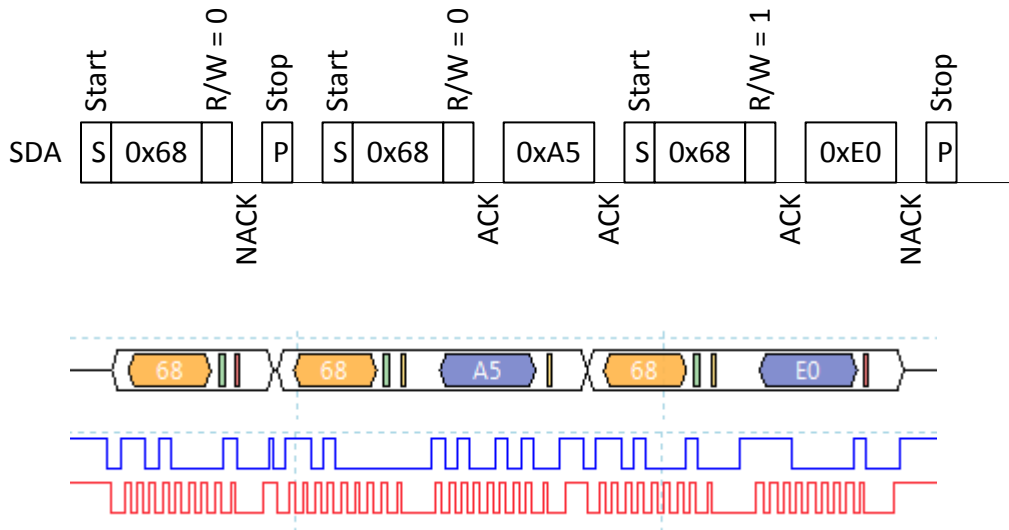 Start R/W = 0 Stop Start R/W = 0 Start R/W = 1 Stop
SDA S 0x68 P S 0x68 0xA5 S 0x68 0xE0 P
NACK ACK ACK ACK NACK
68 68 A5 68 E0